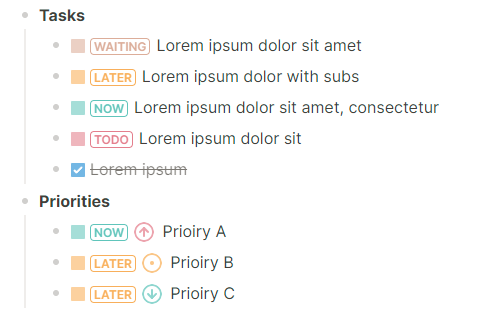 Tasks
WAITING Lorem ipsum dolor sit amet
LATER Lorem ipsum dolor with subs
NOW Lorem ipsum dolor sit amet, consectetur
TODO Lorem ipsum dolor sit
Lorem ipsum
Priorities
NOW Prioiry A
LATER Prioiry B
LATER Prioiry C